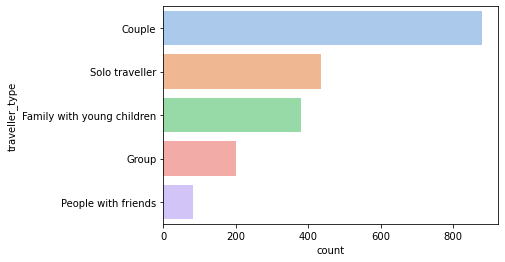 traveller_type
Couple
Solo traveller
Family with young children
Group
People with friends
0 200 400 600 800
count